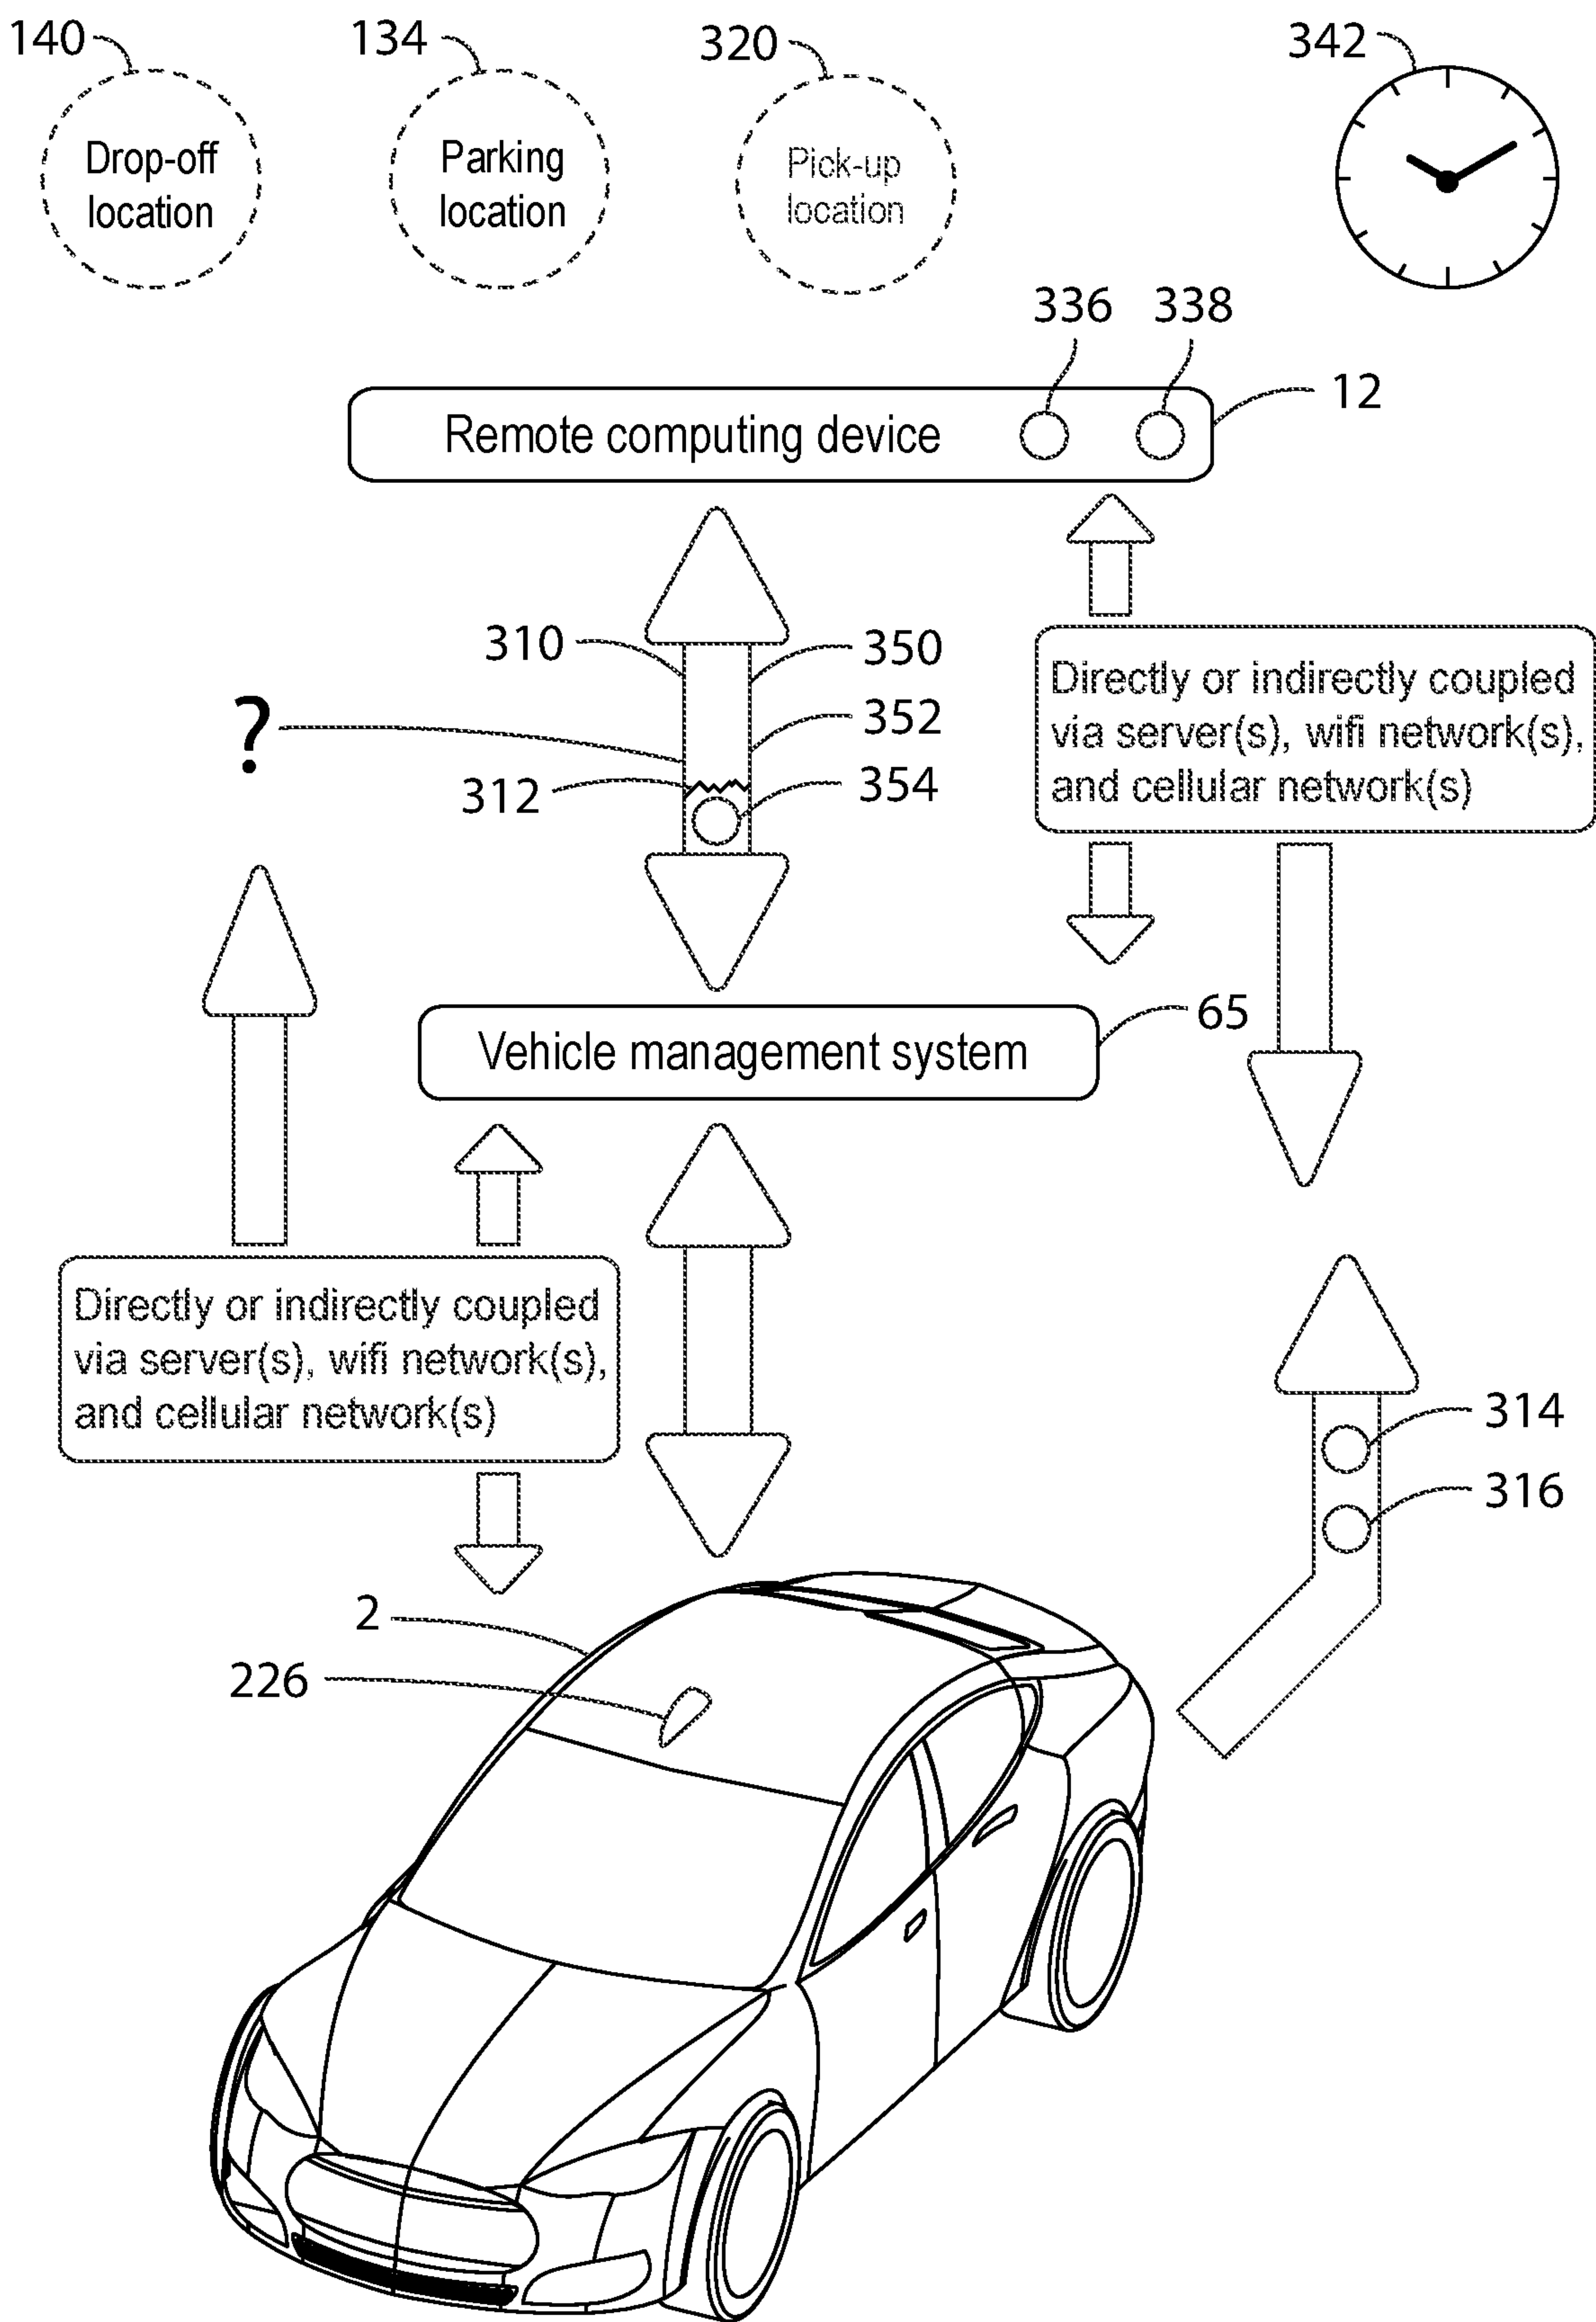 140
134
320
342
Drop-off
location
Parking
location
Pick-up
location
336
338
12
Remote computing device
310
350
?
352
312
354
Directly or indirectly coupled
via server(s), wifi network(s),
and cellular network(s)
65
Vehicle management system
Directly or indirectly coupled
via server(s), wifi network(s),
and cellular network(s)
314
316
2
226